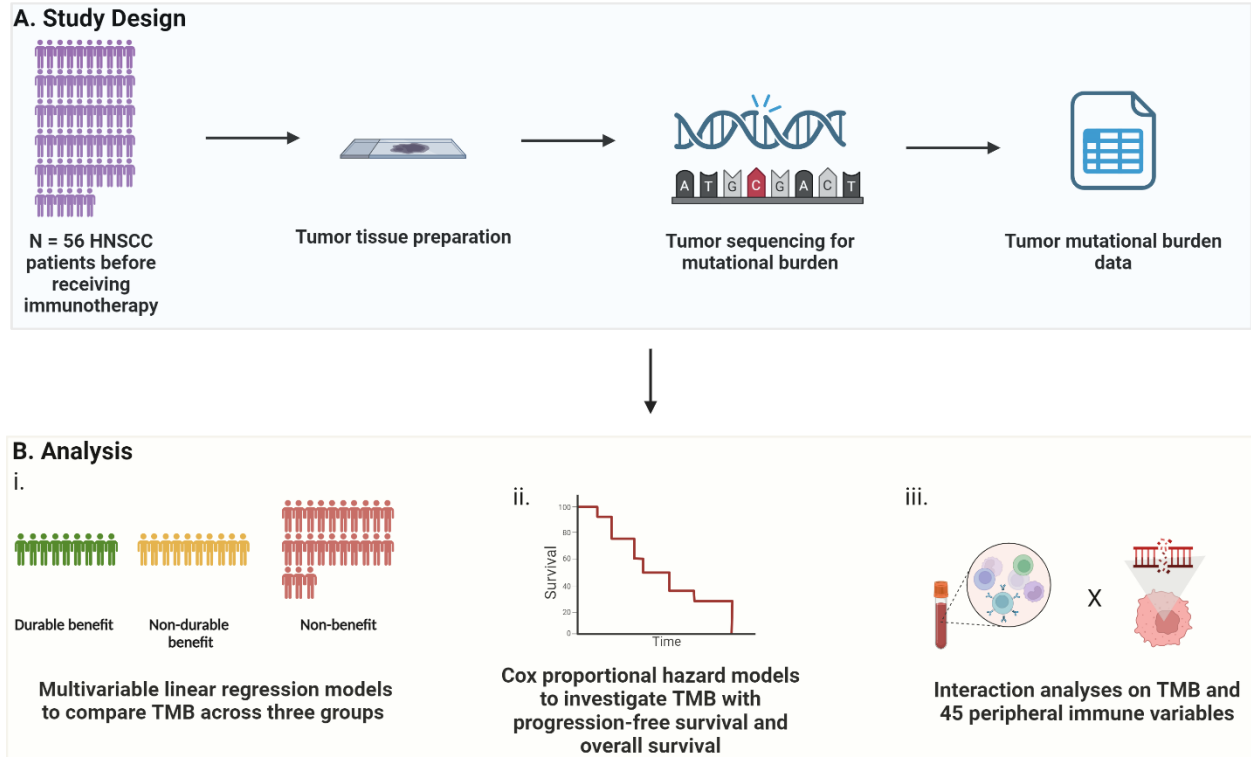 A. Study Design
N = 56 HNSCC
patients before
receiving
immunotherapy
Tumor tissue preparation
A T G C G A C T
Tumor sequencing for
mutational burden
Tumor mutational burden
data
B. Analysis
i.
Durable benefit
Non-durable
benefit
Non-benefit
Multivariable linear regression models
to compare TMB across three groups
ii.
100
80
60
40
20
0
Survival
Time
Cox proportional hazard models
to investigate TMB with
progression-free survival and
overall survival
iii.
X
Interaction analyses on TMB and
45 peripheral immune variables